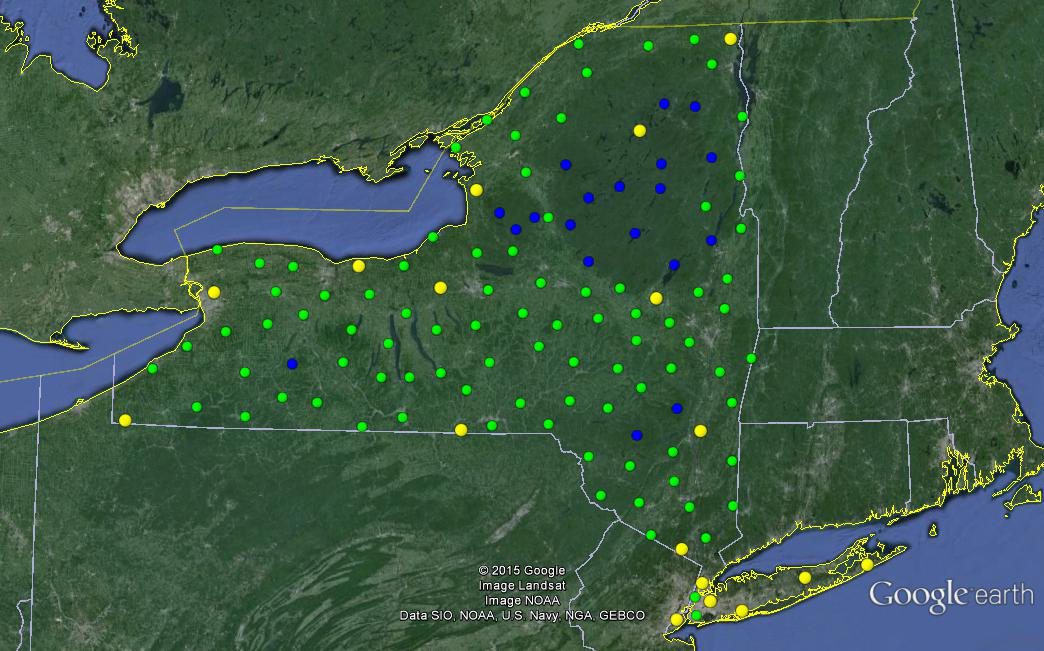 © 2015 Google
Image Landsat
Image NOAA
Data SIO, NOAA, U.S. Navy, NGA, GEBCO
Google earth